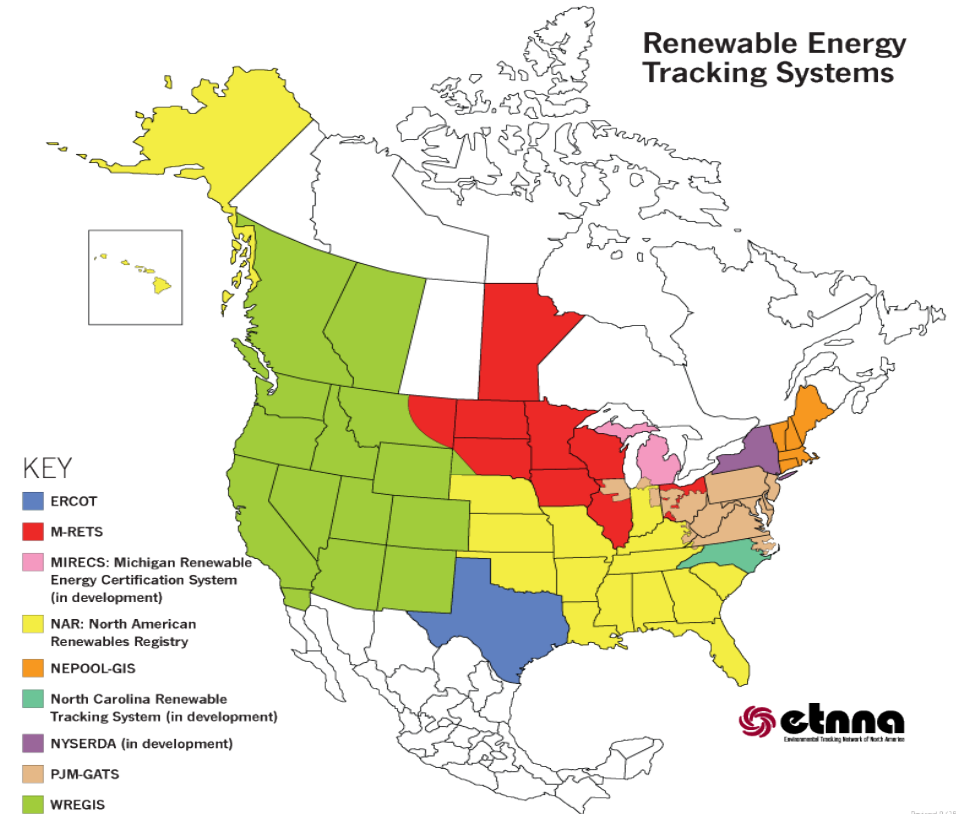 Renewable Energy
Tracking Systems
KEY
ERCOT
M-RETS
MIRECS: Michigan Renewable
Energy Certification System
(in development)
NAR: North American
Renewables Registry
NEPOOL-GIS
North Carolina Renewable
Tracking System (in development)
NYSERDA (in development)
PJM-GATS
WREGIS
etnna
Environmental Tracking Network of North America